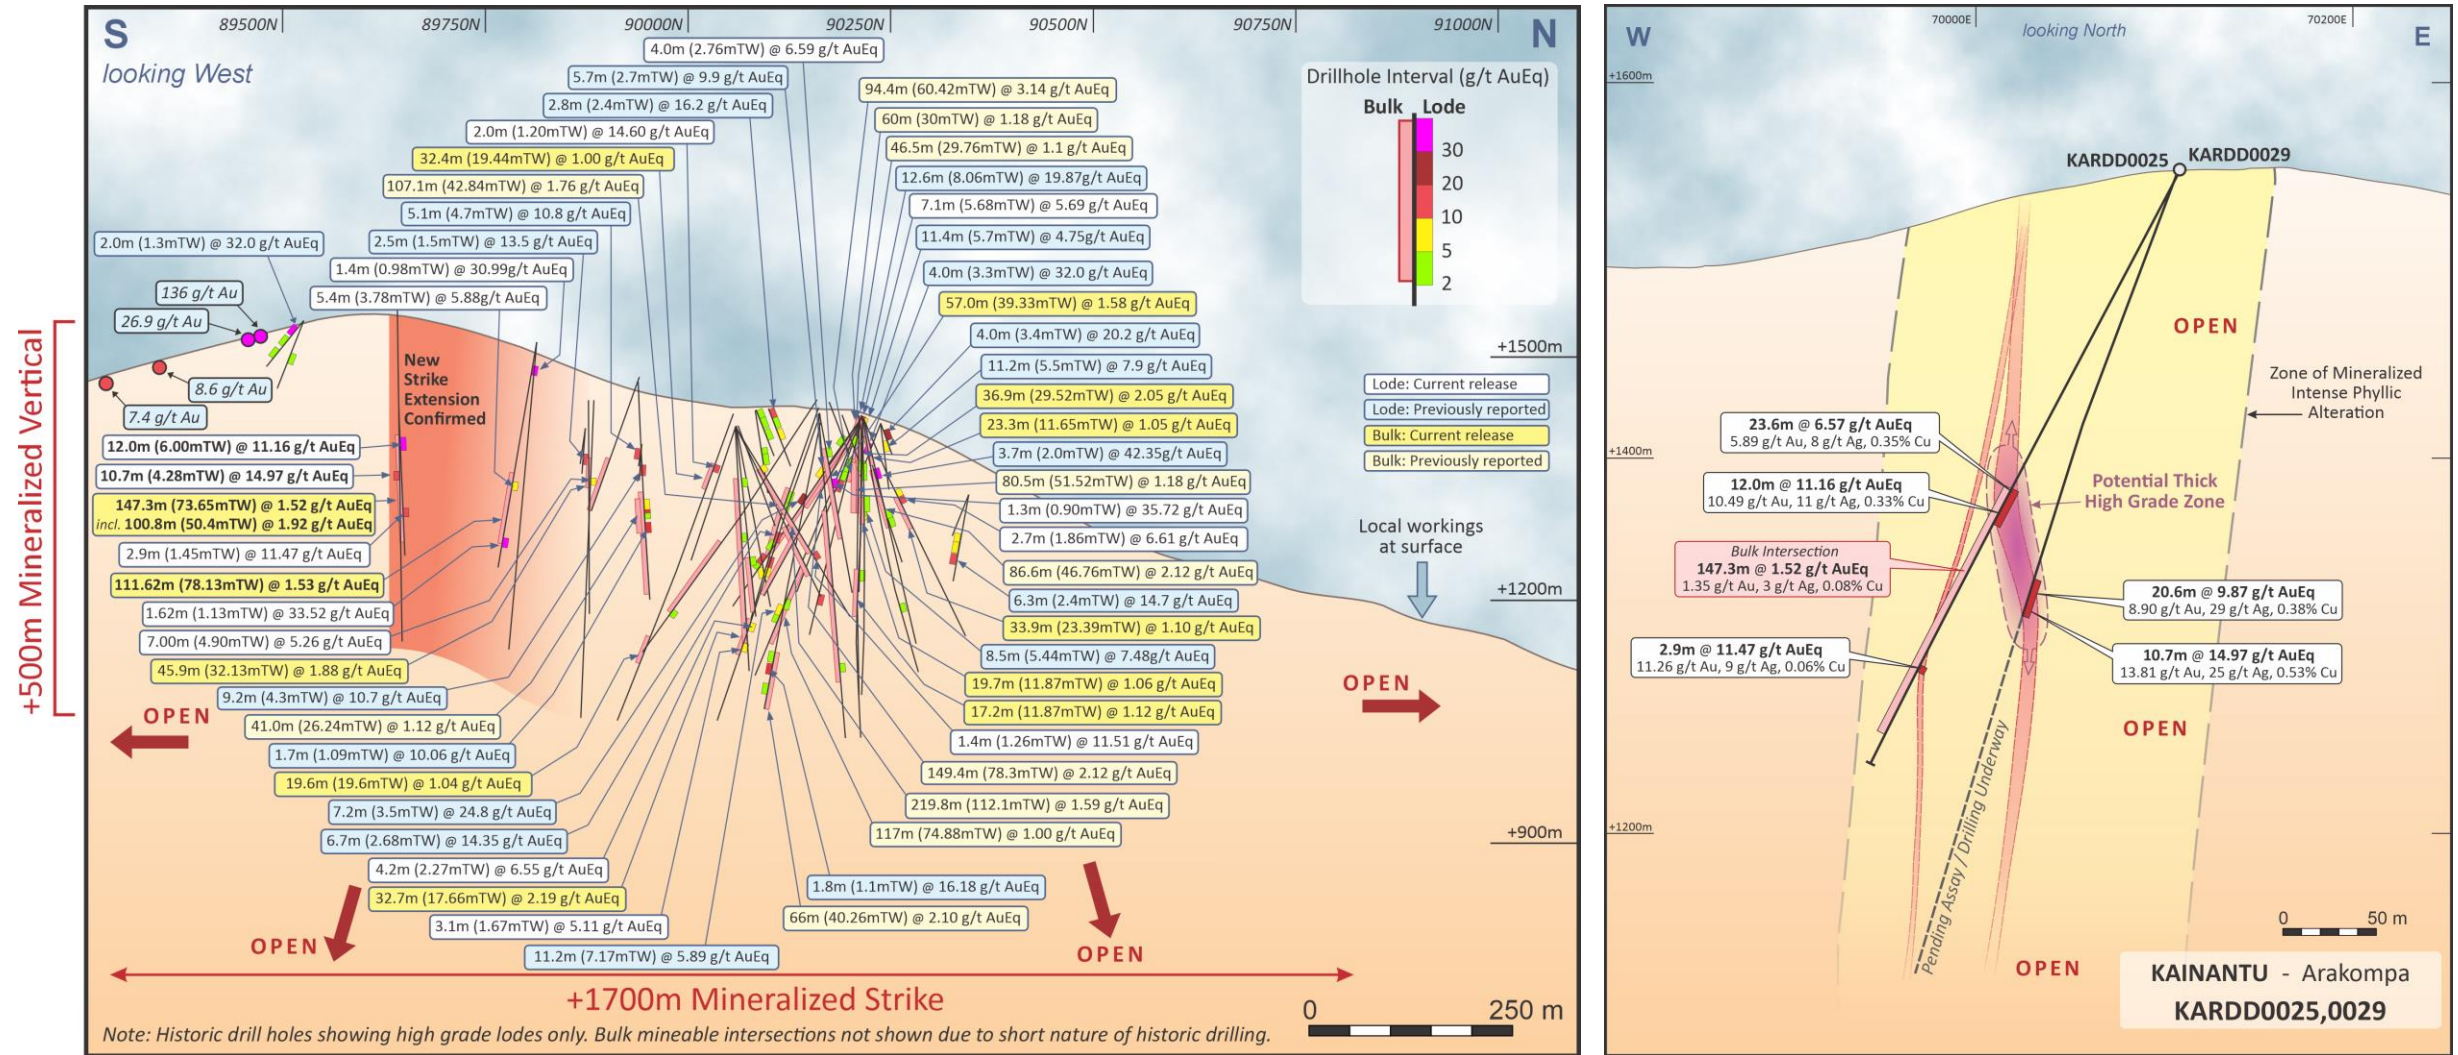 S
looking West
89500N
89750N
90000N
90250N
90500N
90750N
91000N
N
4.0m (2.76mTW) @ 6.59 g/t AuEq
5.7m (2.7mTW) @ 9.9 g/t AuEq
2.8m (2.4mTW) @ 16.2 g/t AuEq
2.0m (1.20mTW) @ 14.60 g/t AuEq
32.4m (19.44mTW) @ 1.00 g/t AuEq
107.1m (42.84mTW) @ 1.76 g/t AuEq
5.1m (4.7mTW) @ 10.8 g/t AuEq
2.5m (1.5mTW) @ 13.5 g/t AuEq
1.4m (0.98mTW) @ 30.99g/t AuEq
5.4m (3.78mTW) @ 5.88g/t AuEq
2.0m (1.3mTW) @ 32.0 g/t AuEq
136 g/t Au
26.9 g/t Au
8.6 g/t Au
7.4 g/t Au
12.0m (6.00mTW) @ 11.16 g/t AuEq
10.7m (4.28mTW) @ 14.97 g/t AuEq
147.3m (73.65mTW) @ 1.52 g/t AuEq
incl. 100.8m (50.4mTW) @ 1.92 g/t AuEq
2.9m (1.45mTW) @ 11.47 g/t AuEq
111.62m (78.13mTW) @ 1.53 g/t AuEq
1.62m (1.13mTW) @ 33.52 g/t AuEq
7.00m (4.90mTW) @ 5.26 g/t AuEq
45.9m (32.13mTW) @ 1.88 g/t AuEq
9.2m (4.3mTW) @ 10.7 g/t AuEq
41.0m (26.24mTW) @ 1.12 g/t AuEq
1.7m (1.09mTW) @ 10.06 g/t AuEq
19.6m (19.6mTW) @ 1.04 g/t AuEq
7.2m (3.5mTW) @ 24.8 g/t AuEq
6.7m (2.68mTW) @ 14.35 g/t AuEq
4.2m (2.27mTW) @ 6.55 g/t AuEq
32.7m (17.66mTW) @ 2.19 g/t AuEq
3.1m (1.67mTW) @ 5.11 g/t AuEq
11.2m (7.17mTW) @ 5.89 g/t AuEq
New
Strike
Extension
Confirmed
94.4m (60.42mTW) @ 3.14 g/t AuEq
60m (30mTW) @ 1.18 g/t AuEq
46.5m (29.76mTW) @ 1.1 g/t AuEq
12.6m (8.06mTW) @ 19.87g/t AuEq
7.1m (5.68mTW) @ 5.69 g/t AuEq
11.4m (5.7mTW) @ 4.75g/t AuEq
4.0m (3.3mTW) @ 32.0 g/t AuEq
57.0m (39.33mTW) @ 1.58 g/t AuEq
4.0m (3.4mTW) @ 20.2 g/t AuEq
11.2m (5.5mTW) @ 7.9 g/t AuEq
36.9m (29.52mTW) @ 2.05 g/t AuEq
23.3m (11.65mTW) @ 1.05 g/t AuEq
3.7m (2.0mTW) @ 42.35g/t AuEq
80.5m (51.52mTW) @ 1.18 g/t AuEq
1.3m (0.90mTW) @ 35.72 g/t AuEq
2.7m (1.86mTW) @ 6.61 g/t AuEq
86.6m (46.76mTW) @ 2.12 g/t AuEq
6.3m (2.4mTW) @ 14.7 g/t AuEq
33.9m (23.39mTW) @ 1.10 g/t AuEq
8.5m (5.44mTW) @ 7.48g/t AuEq
19.7m (11.87mTW) @ 1.06 g/t AuEq
17.2m (11.87mTW) @ 1.12 g/t AuEq
1.4m (1.26mTW) @ 11.51 g/t AuEq
149.4m (78.3mTW) @ 2.12 g/t AuEq
219.8m (112.1mTW) @ 1.59 g/t AuEq
117m (74.88mTW) @ 1.00 g/t AuEq
1.8m (1.1mTW) @ 16.18 g/t AuEq
66m (40.26mTW) @ 2.10 g/t AuEq
Drillhole Interval (g/t AuEq)
Bulk Lode
30
20
10
5
2
+1500m
Lode: Current release
Lode: Previously reported
Bulk: Current release
Bulk: Previously reported
Local workings
at surface
+1200m
+900m
+500m Mineralized Vertical
OPEN
OPEN
OPEN
OPEN
+1700m Mineralized Strike
0 250 m
Note: Historic drill holes showing high grade lodes only. Bulk mineable intersections not shown due to short nature of historic drilling.
W
70000E
looking North
70200E
E
+1600m
KARDD0025 KARDD0029
OPEN
Zone of Mineralized
Intense Phyllic
Alteration
+1400m
23.6m @ 6.57 g/t AuEq
5.89 g/t Au, 8 g/t Ag, 0.35% Cu
12.0m @ 11.16 g/t AuEq
10.49 g/t Au, 11 g/t Ag, 0.33% Cu
Potential Thick
High Grade Zone
Bulk Intersection
147.3m @ 1.52 g/t AuEq
1.35 g/t Au, 3 g/t Ag, 0.08% Cu
20.6m @ 9.87 g/t AuEq
8.90 g/t Au, 29 g/t Ag, 0.38% Cu
2.9m @ 11.47 g/t AuEq
11.26 g/t Au, 9 g/t Ag, 0.06% Cu
10.7m @ 14.97 g/t AuEq
13.81 g/t Au, 25 g/t Ag, 0.53% Cu
OPEN
Pending Assay / Drilling Underway
+1200m
0 50 m
OPEN
KAINANTU - Arakompa
KARDD0025,0029